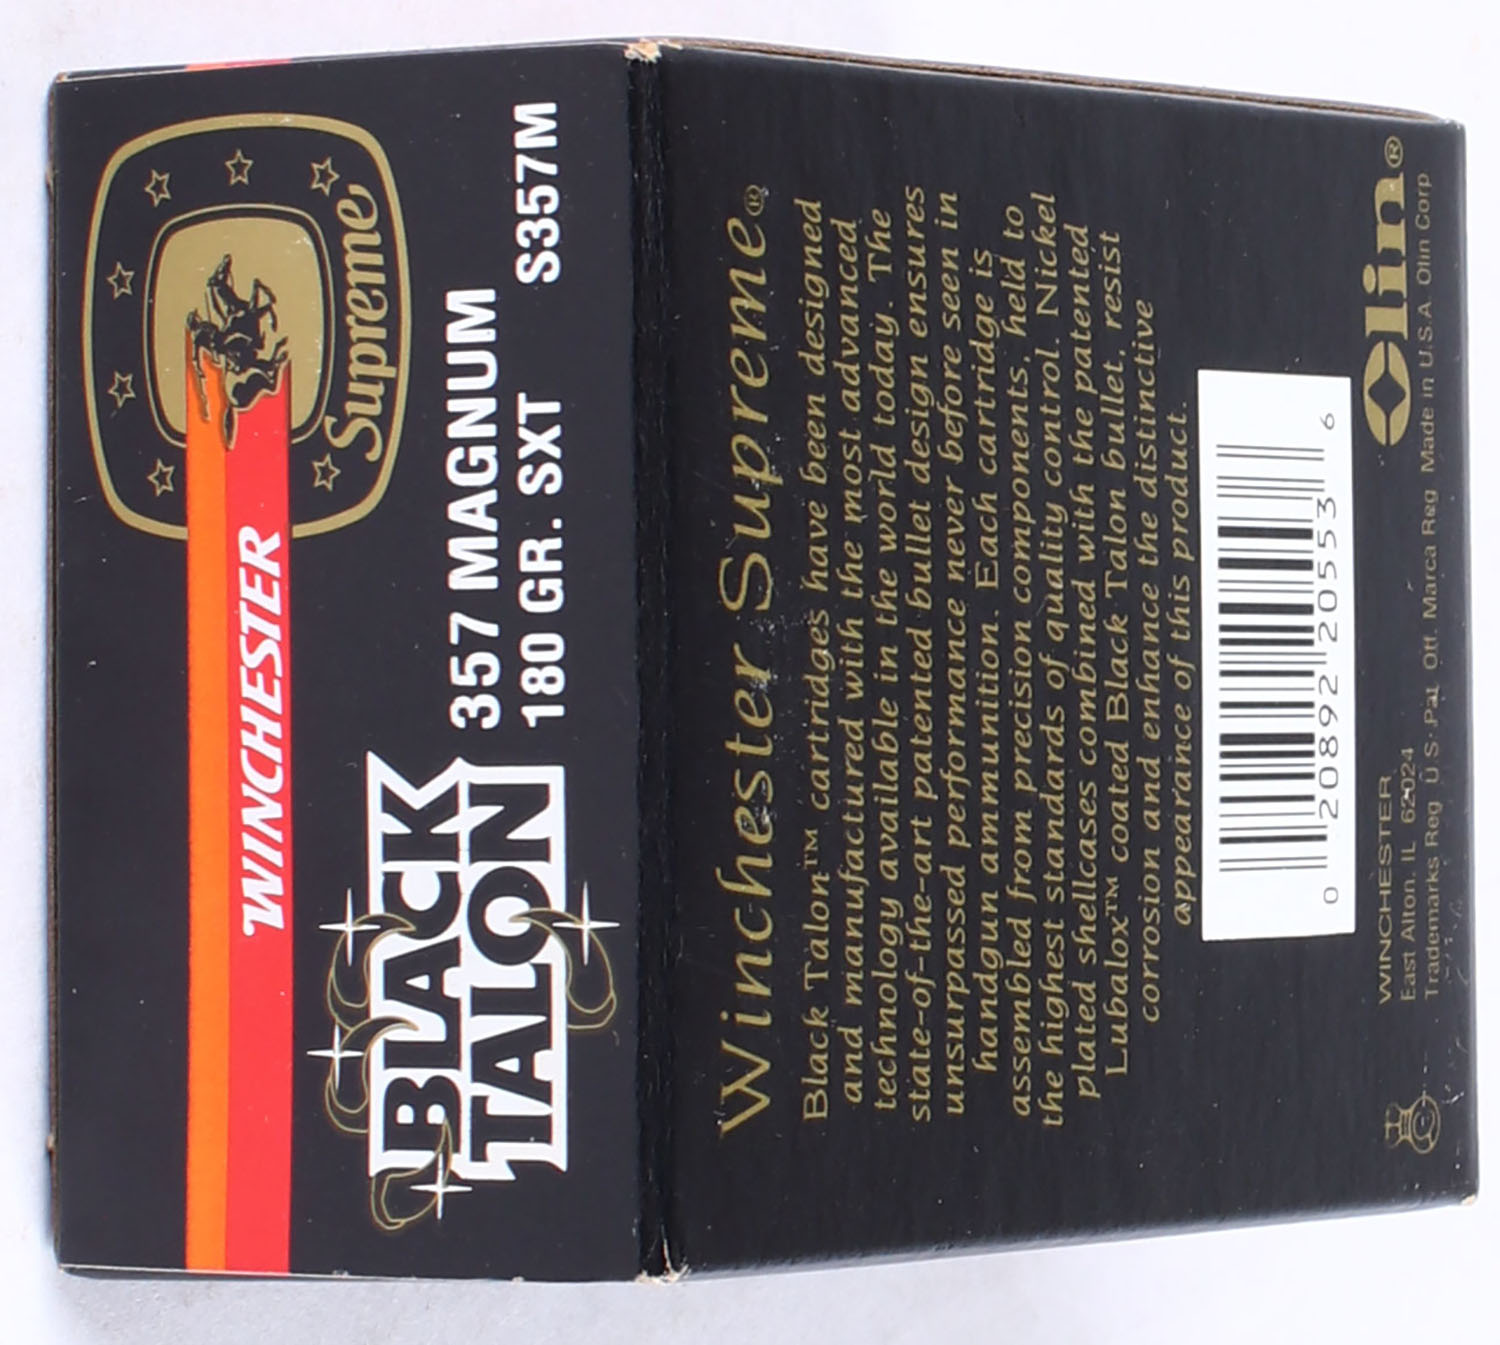 WINCHESTER
Supreme
BLACK
TALON
357 MAGNUM
180 GR. SXT S357M
Winchester Supreme®
Black Talon™ cartridges have been designed
and manufactured with the most advanced
technology available in the world today. The
state-of-the-art patented bullet design ensures
unsurpassed performance never before seen in
handgun ammunition. Each cartridge is
assembled from precision components, held to
the highest standards of quality control. Nickel
plated shellcases combined with the patented
Lubalox™ coated Black Talon bullet, resist
corrosion and enhance the distinctive
appearance of this product.
0 20892 20553 6
WINCHESTER
East Alton, IL 62024
Olin®
Trademarks Reg U.S. Pat Off. Marca Reg Made in U.S.A. Olin Corp